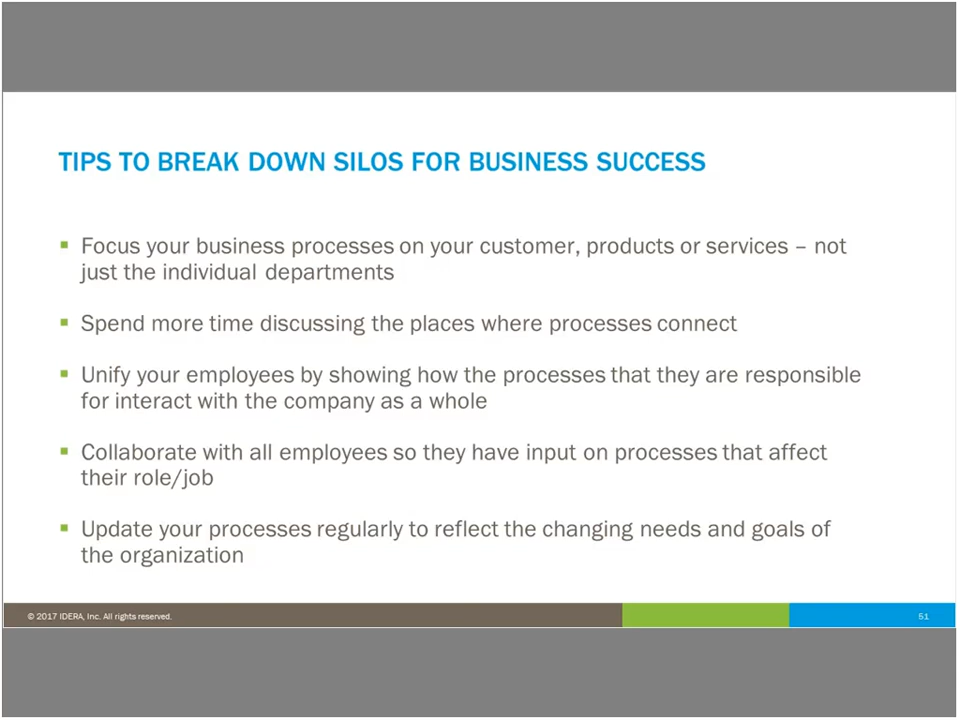 TIPS TO BREAK DOWN SILOS FOR BUSINESS SUCCESS
▪ Focus your business processes on your customer, products or services – not
just the individual departments
▪ Spend more time discussing the places where processes connect
▪ Unify your employees by showing how the processes that they are responsible
for interact with the company as a whole
▪ Collaborate with all employees so they have input on processes that affect
their role/job
▪ Update your processes regularly to reflect the changing needs and goals of
the organization
© 2017 IDERA, Inc. All rights reserved.
51